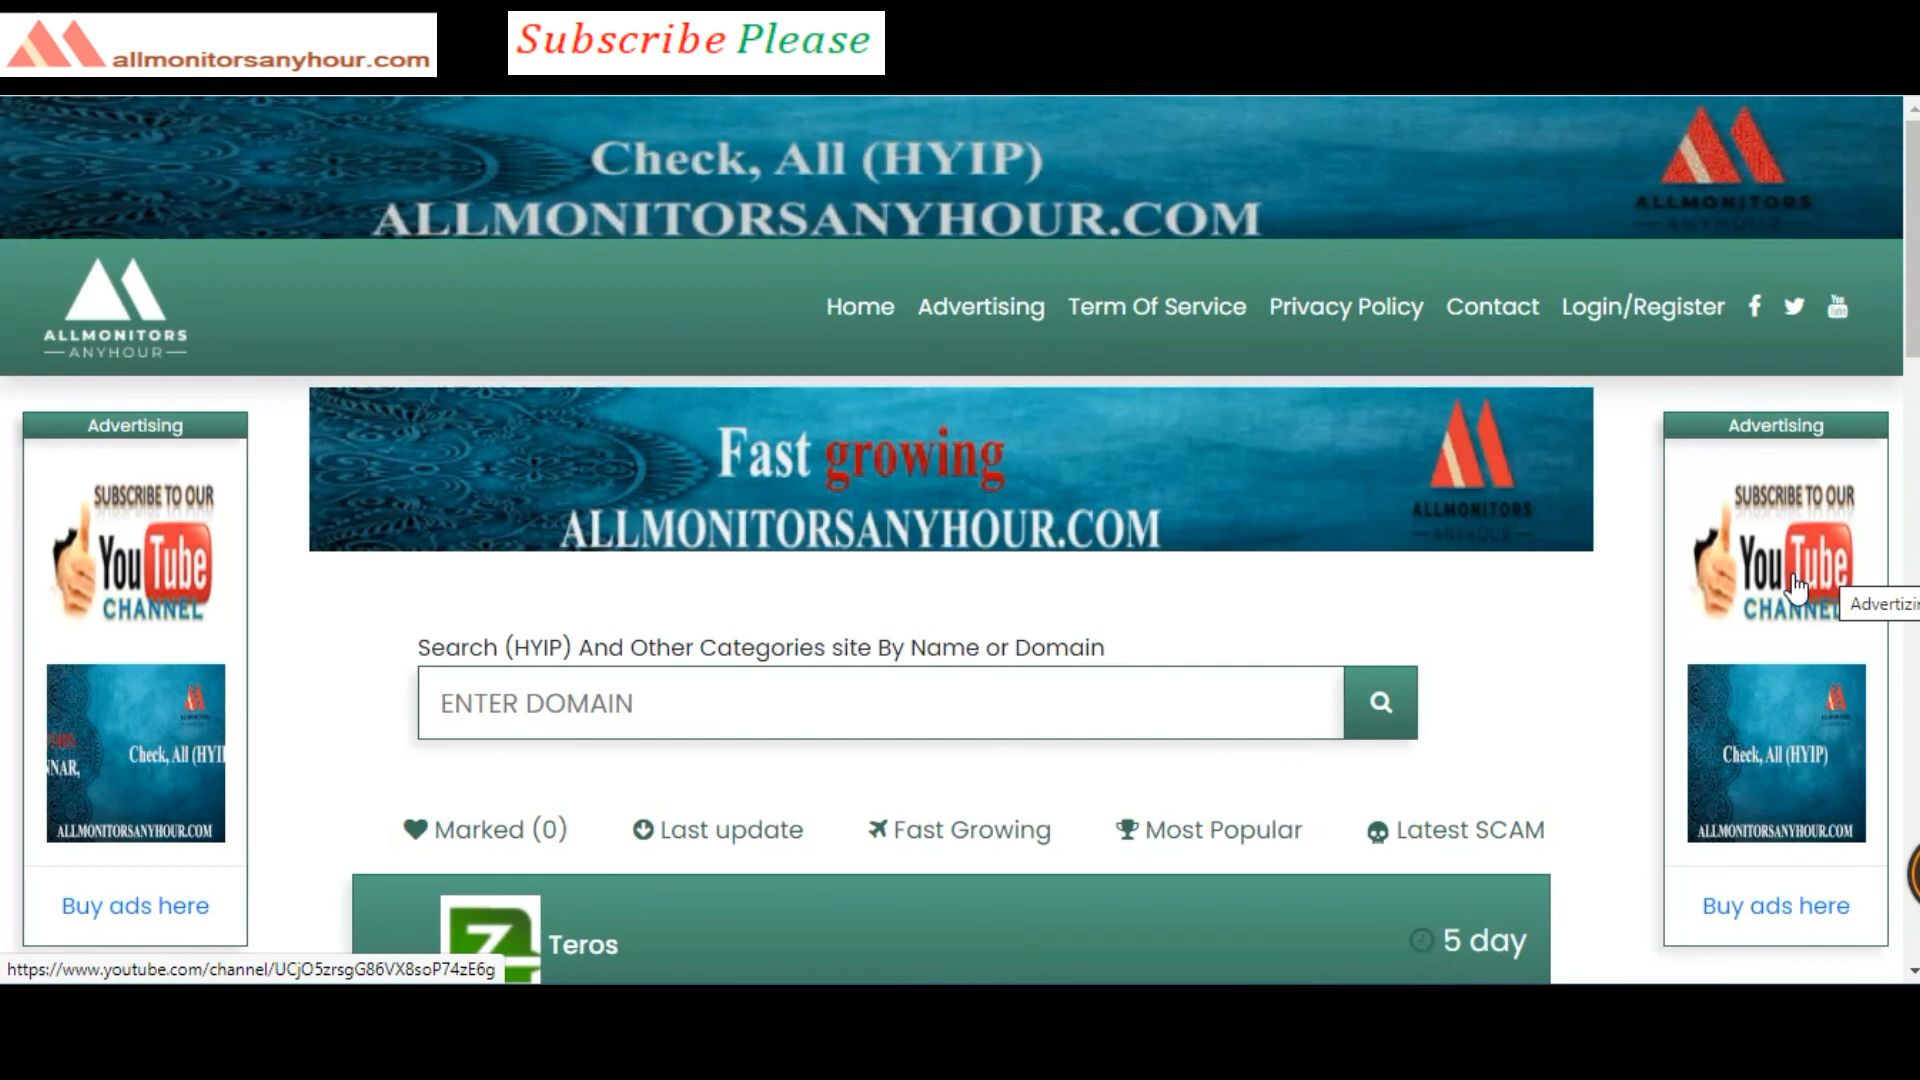 allmonitorsanyhour.com
Subscribe Please
Check, All (HYIP)
ALLMONITORSANYHOUR.COM
ALLMONITORS
ALLMONITORS
ANYHOUR
Home Advertising Term Of Service Privacy Policy Contact Login/Register
Fast growing
ALLMONITORSANYHOUR.COM
ALLMONITORS
ANYHOUR
Advertising
SUBSCRIBE TO OUR
YouTube
CHANNEL
Check, All (HYI
ALLMONITORSANYHOUR.COM
Buy ads here
Advertising
SUBSCRIBE TO OUR
YouTube
CHANNE
Advertizi
Check, All (HYIP)
ALLMONITORSANYHOUR.COM
Buy ads here
Search (HYIP) And Other Categories site By Name or Domain
ENTER DOMAIN
Marked (0) Last update Fast Growing Most Popular Latest SCAM
Teros 5 day
https://www.youtube.com/channel/UCjO5zrsgG86VX8soP74zE6g